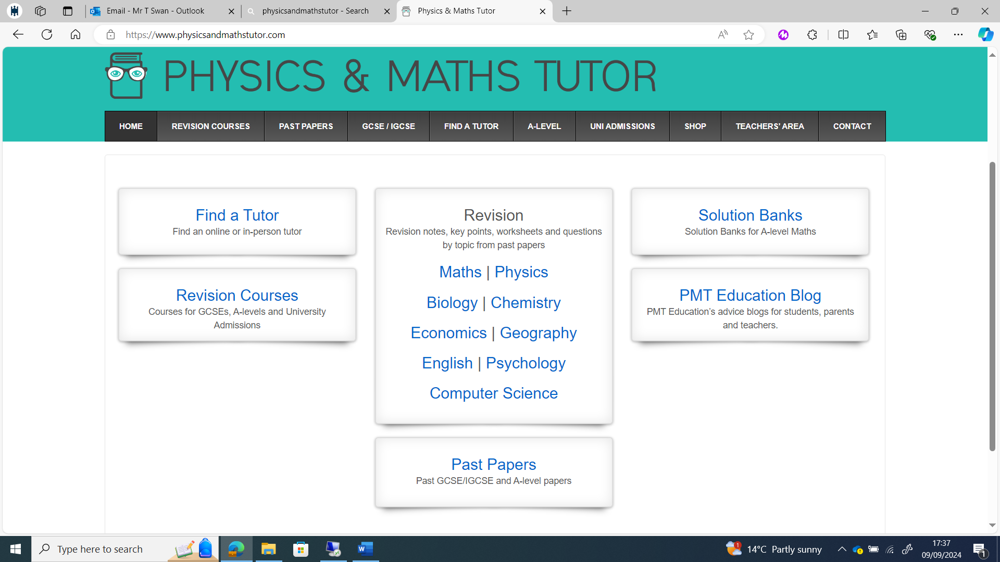 Email - Mr T Swan - Outlook
physicsandmathstutor - Search
Physics & Maths Tutor
https://www.physicsandmathstutor.com
PHYSICS & MATHS TUTOR
HOME
REVISION COURSES
PAST PAPERS
GCSE / IGCSE
FIND A TUTOR
A-LEVEL
UNI ADMISSIONS
SHOP
TEACHERS’ AREA
CONTACT
Find a Tutor
Find an online or in-person tutor
Revision Courses
Courses for GCSEs, A-levels and University
Admissions
Revision
Revision notes, key points, worksheets and questions
by topic from past papers
Maths | Physics
Biology | Chemistry
Economics | Geography
English | Psychology
Computer Science
Past Papers
Past GCSE/IGCSE and A-level papers
Solution Banks
Solution Banks for A-level Maths
PMT Education Blog
PMT Education’s advice blogs for students, parents
and teachers.
Type here to search
1
14°C Partly sunny
17:37
09/09/2024
1